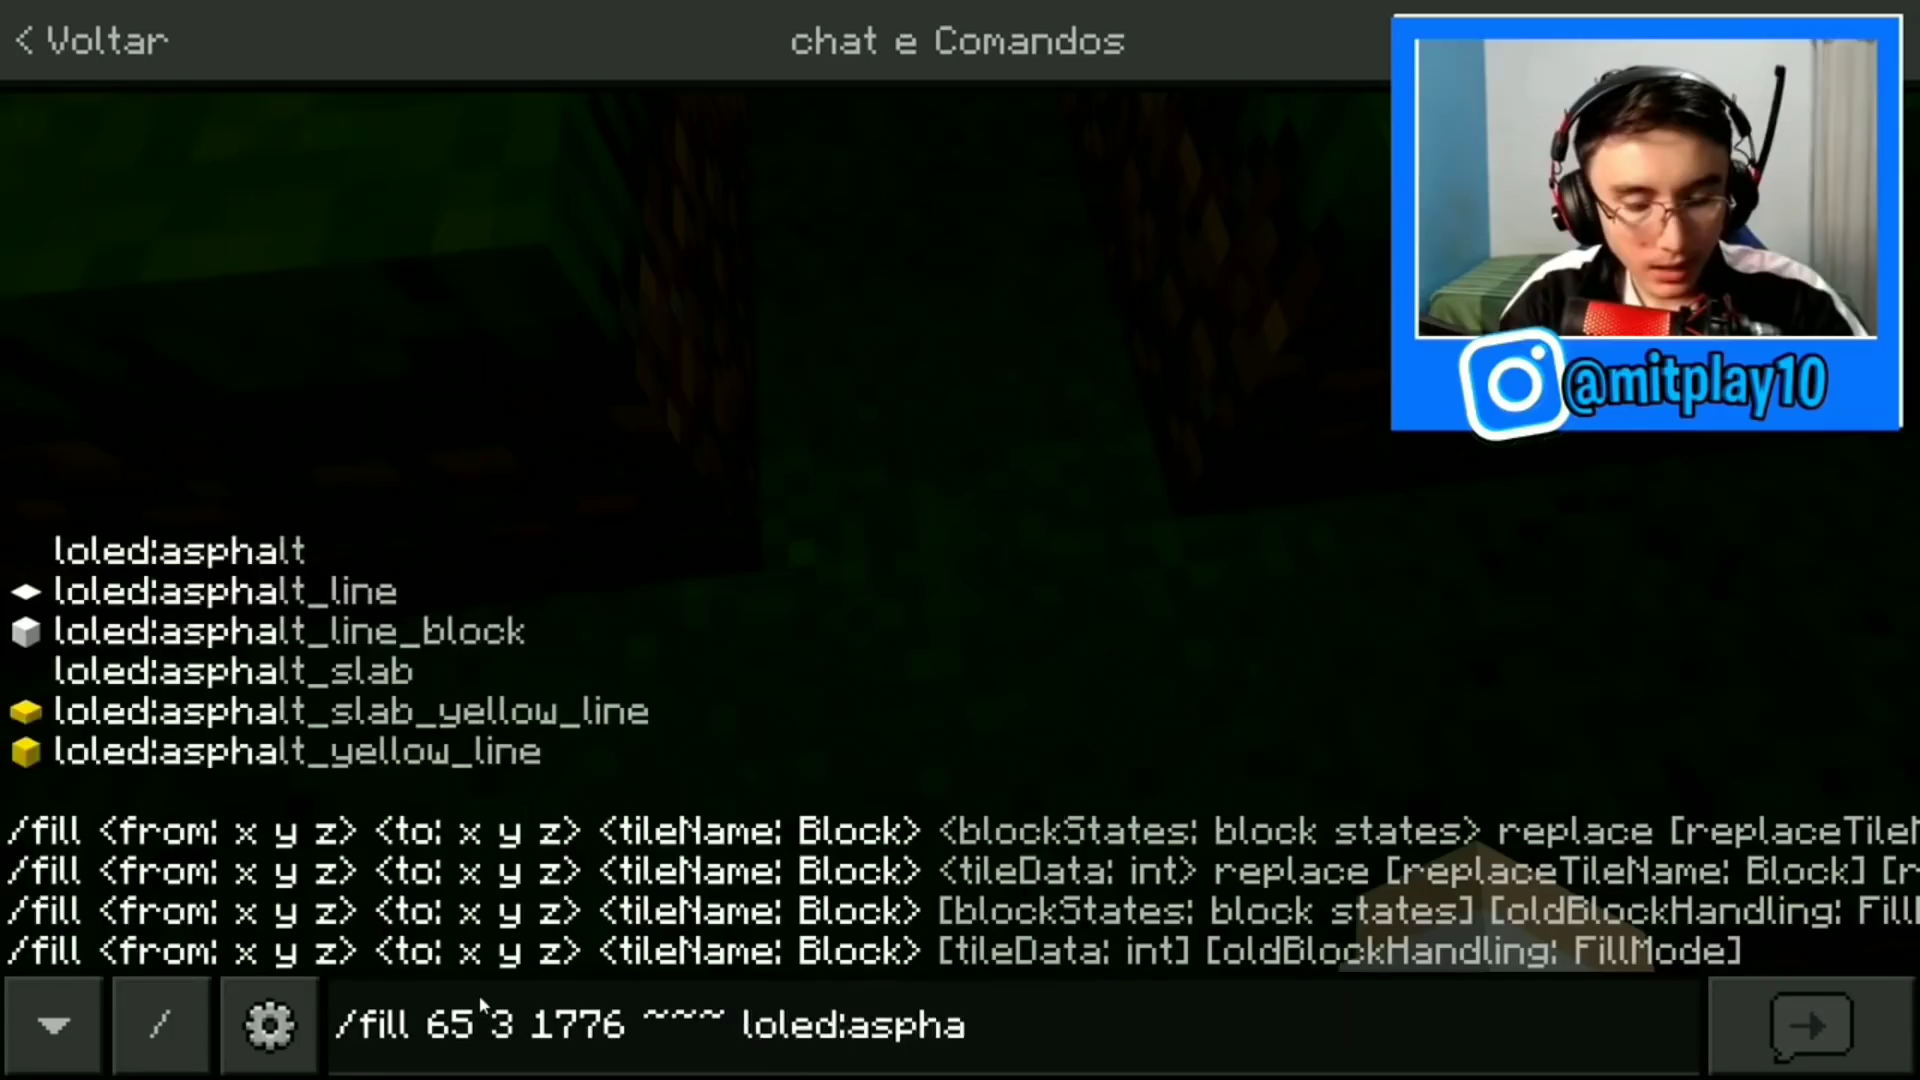 < Voltar
chat e Comandos
@mitplay10
loled:asphalt
loled:asphalt_line
loled:asphalt_line_block
loled:asphalt_slab
loled:asphalt_slab_yellow_line
loled:asphalt_yellow_line
/fill <from: x y z> <to: x y z> <tileName: Block> <blockStates: block states> replace [replaceTileN
/fill <from: x y z> <to: x y z> <tileName: Block> <tileData: int> replace [replaceTileName: Block] [r
/fill <from: x y z> <to: x y z> <tileName: Block> [blockStates: block states] [oldBlockHandling: Fill
/fill <from: x y z> <to: x y z> <tileName: Block> [tileData: int] [oldBlockHandling: FillMode]
/
/fill 65 3 1776 ~~~ loled:aspha